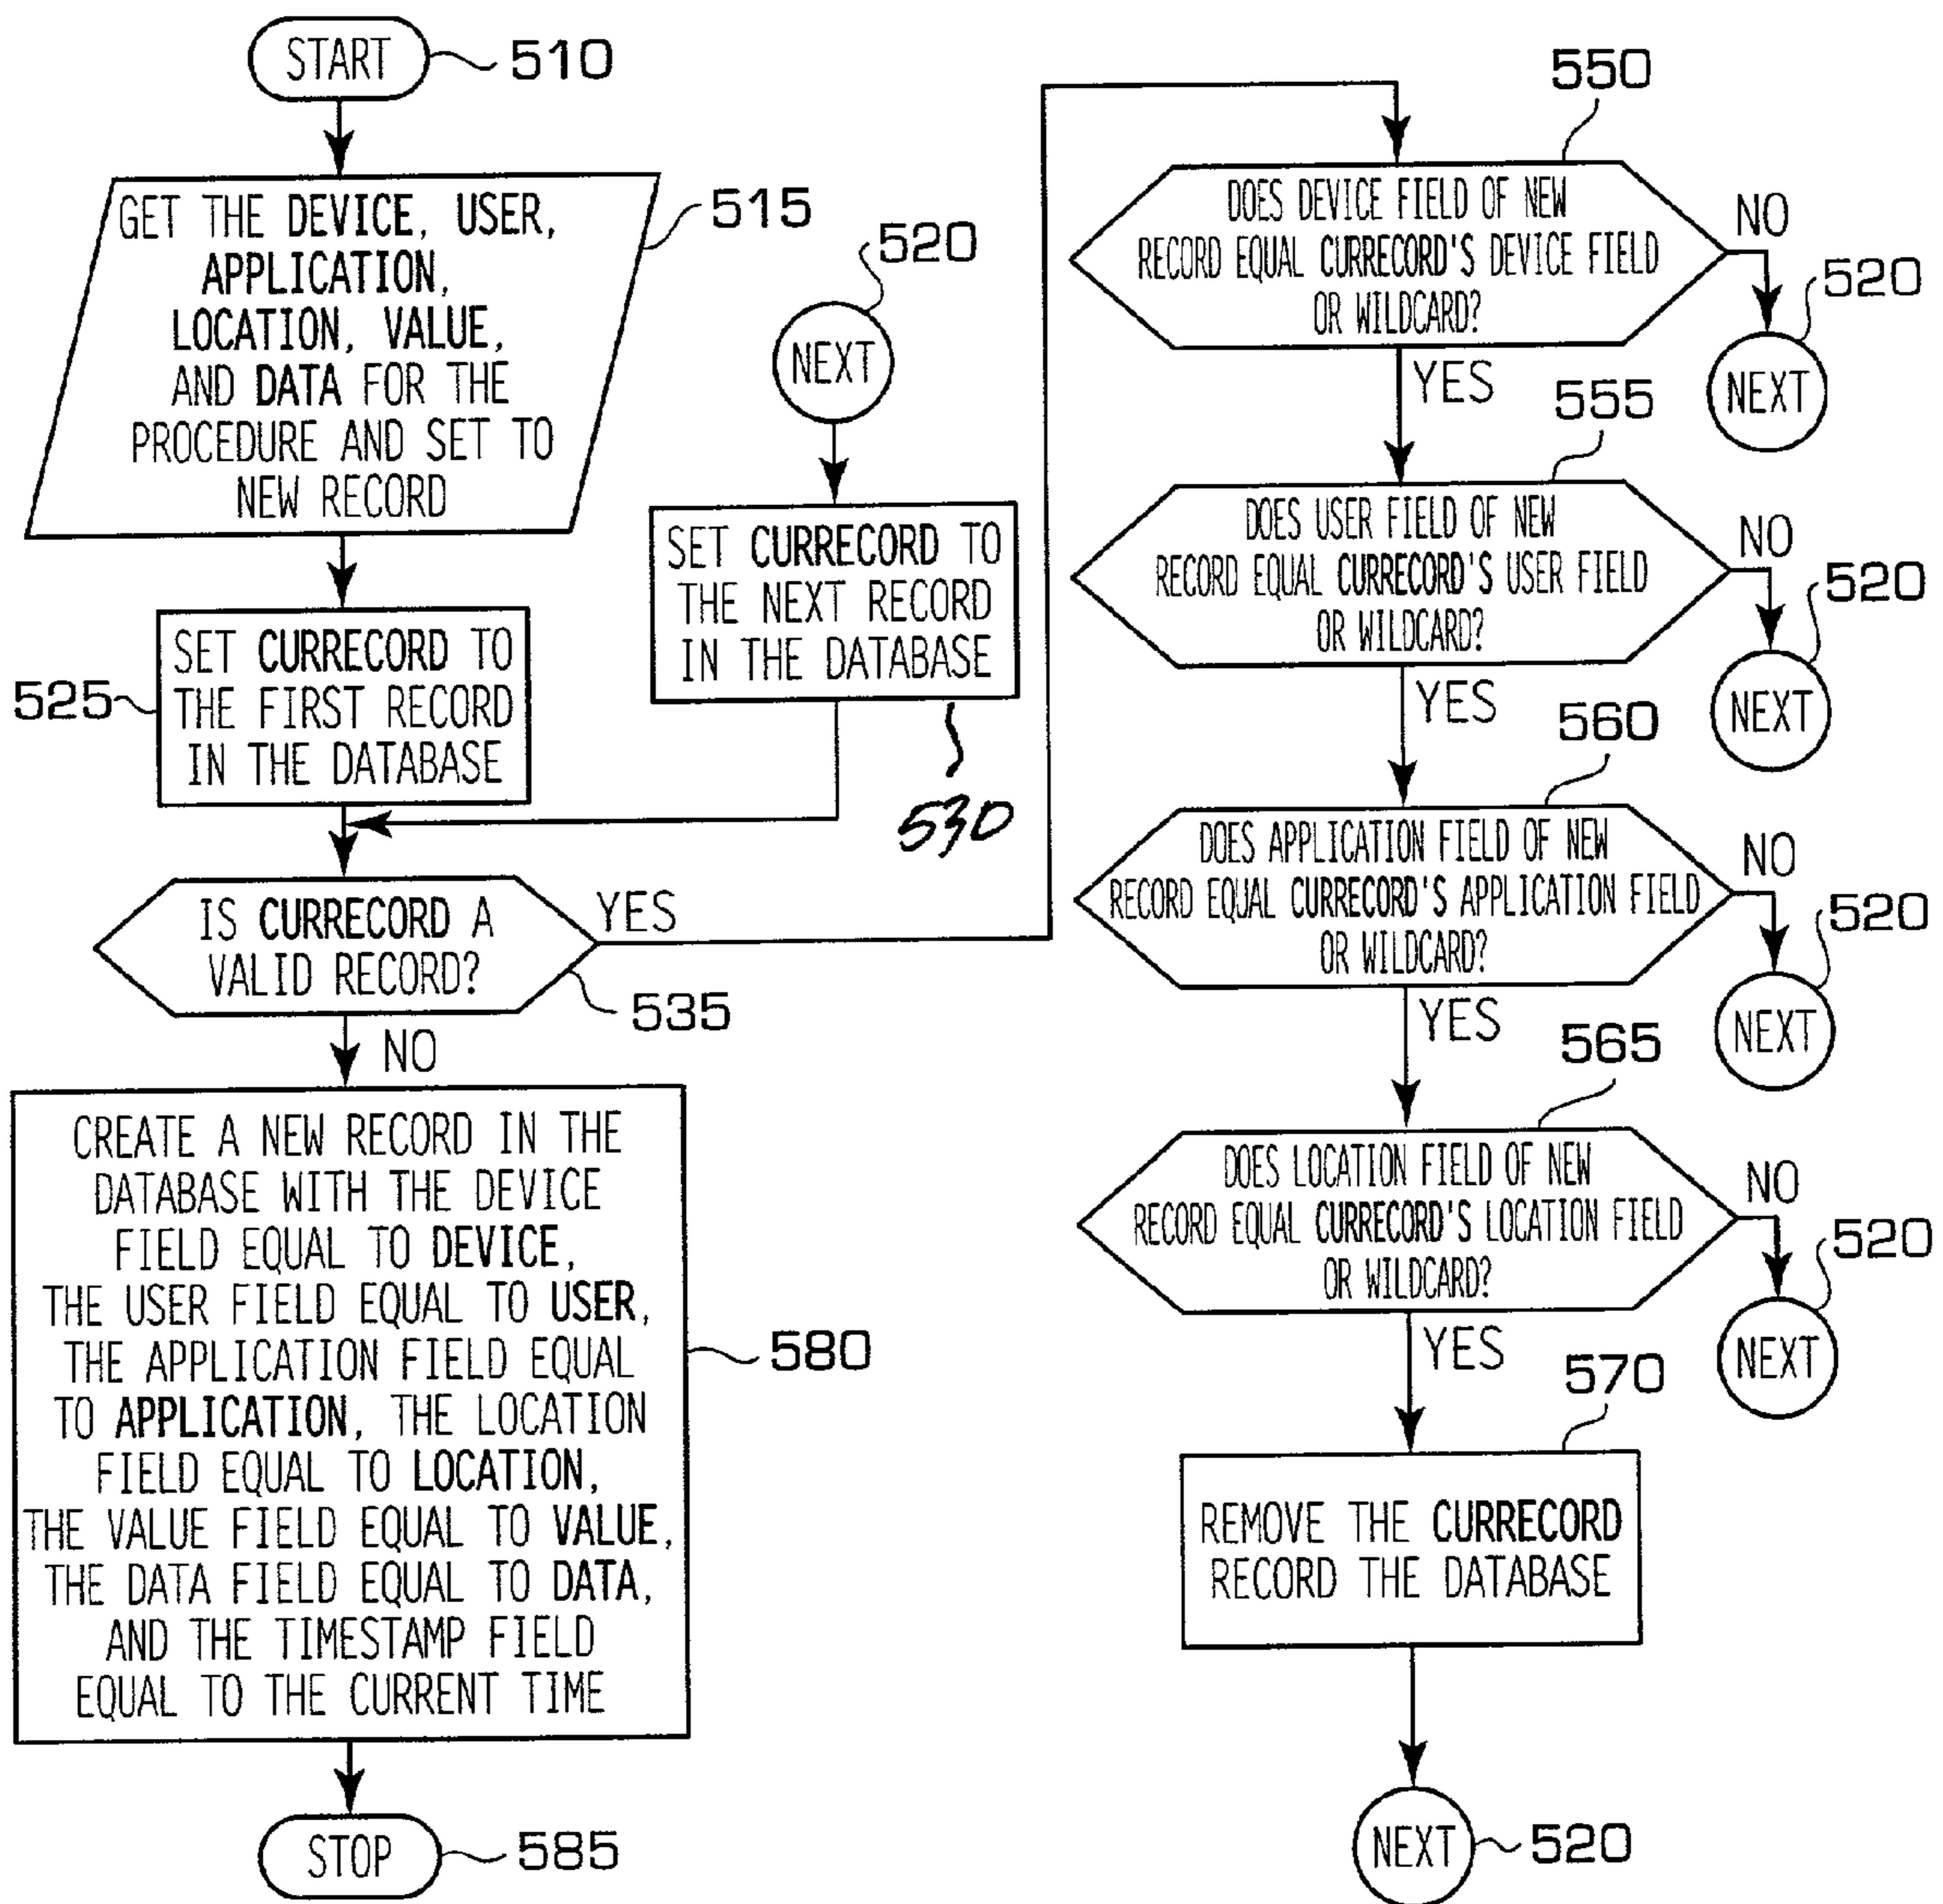 START
510
GET THE DEVICE, USER,
APPLICATION,
LOCATION, VALUE,
AND DATA FOR THE
PROCEDURE AND SET TO
NEW RECORD
515
520
NEXT
SET CURRECORD TO
THE NEXT RECORD
IN THE DATABASE
530
525
SET CURRECORD TO
THE FIRST RECORD
IN THE DATABASE
IS CURRECORD A
VALID RECORD?
YES
535
NO
CREATE A NEW RECORD IN THE
DATABASE WITH THE DEVICE
FIELD EQUAL TO DEVICE,
THE USER FIELD EQUAL TO USER,
THE APPLICATION FIELD EQUAL
TO APPLICATION, THE LOCATION
FIELD EQUAL TO LOCATION,
THE VALUE FIELD EQUAL TO VALUE,
THE DATA FIELD EQUAL TO DATA,
AND THE TIMESTAMP FIELD
EQUAL TO THE CURRENT TIME
580
STOP
585
550
DOES DEVICE FIELD OF NEW
RECORD EQUAL CURRECORD'S DEVICE FIELD
OR WILDCARD?
NO
520
NEXT
YES
555
DOES USER FIELD OF NEW
RECORD EQUAL CURRECORD'S USER FIELD
OR WILDCARD?
NO
520
NEXT
YES
560
DOES APPLICATION FIELD OF NEW
RECORD EQUAL CURRECORD'S APPLICATION FIELD
OR WILDCARD?
NO
520
NEXT
YES
565
DOES LOCATION FIELD OF NEW
RECORD EQUAL CURRECORD'S LOCATION FIELD
OR WILDCARD?
NO
520
NEXT
YES
570
REMOVE THE CURRECORD
RECORD THE DATABASE
NEXT
520